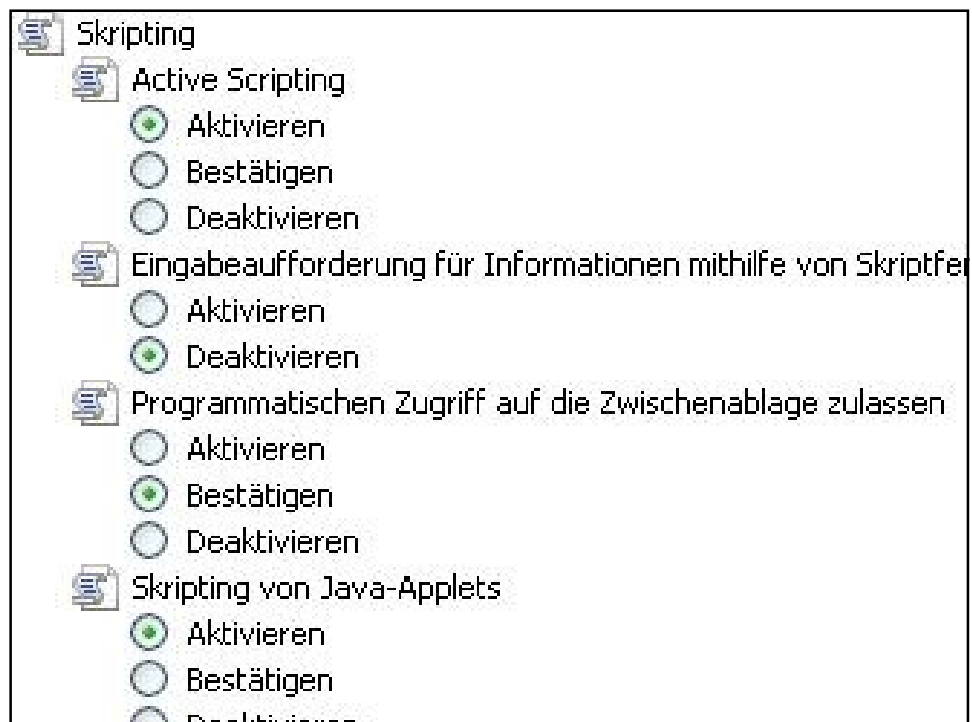 Skripting
Active Scripting
Aktivieren
Bestätigen
Deaktivieren
Eingabeaufforderung für Informationen mithilfe von
Aktivieren
Deaktivieren
Programmatischen Zugriff auf die Zwischenablage zulassen
Aktivieren
Bestätigen
Deaktivieren
Skripting von Java-Applets
Aktivieren
Bestätigen